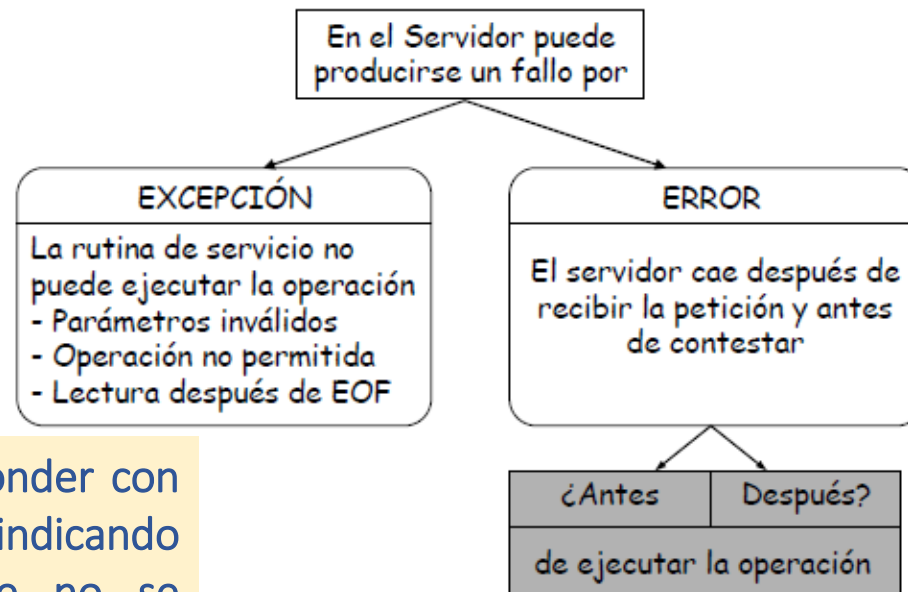 En el Servidor puede
producirse un fallo por
EXCEPCIÓN
La rutina de servicio no
puede ejecutar la operación
- Parámetros inválidos
- Operación no permitida
- Lectura después de EOF
ERROR
El servidor cae después de
recibir la petición y antes
de contestar
¿Antes
Después?
de ejecutar la operación
onder con
indicando
no se